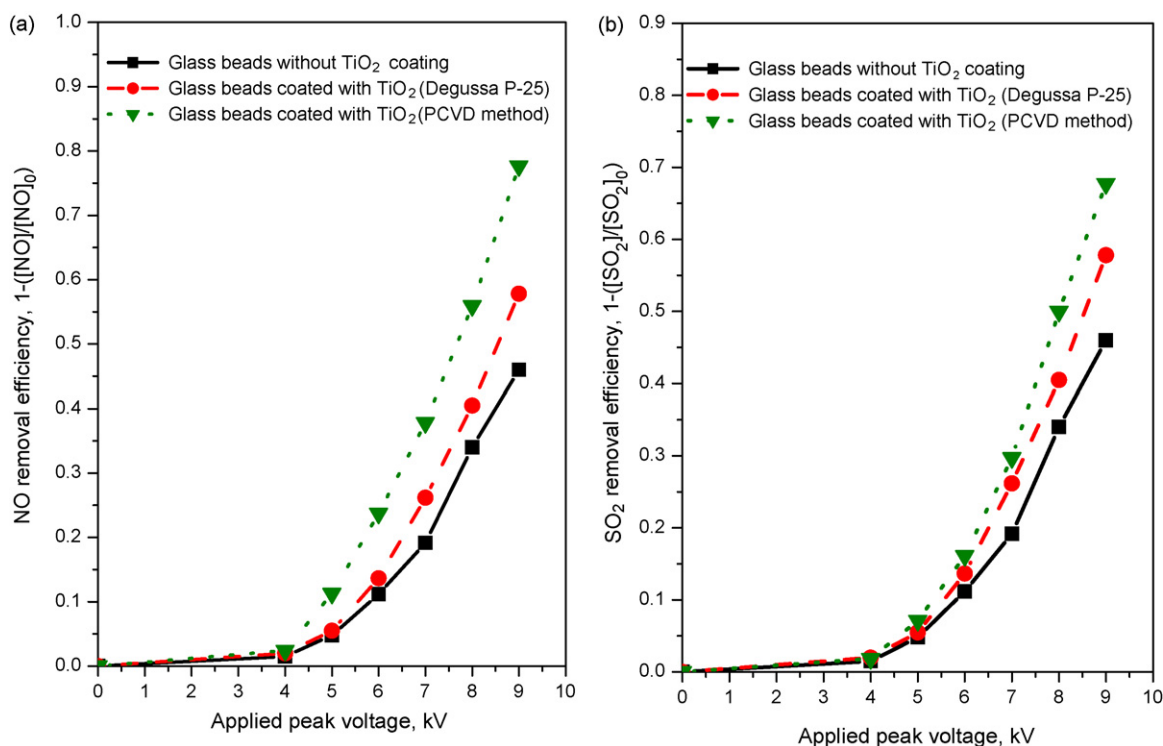 (a)
1.0
0.9
0.8
0.7
0.6
0.5
0.4
0.3
0.2
0.1
0.0
NO removal efficiency, 1-([NO]/[NO]₀)
Glass beads without TiO₂ coating
Glass beads coated with TiO₂(Degussa P-25)
Glass beads coated with TiO₂(PCVD method)
0 1 2 3 4 5 6 7 8 9 10
Applied peak voltage, kV
(b)
0.9
0.8
0.7
0.6
0.5
0.4
0.3
0.2
0.1
0.0
SO₂ removal efficiency, 1-([SO₂]/[SO₂]₀)
Glass beads without TiO₂ coating
Glass beads coated with TiO₂ (Degussa P-25)
Glass beads coated with TiO₂ (PCVD method)
0 1 2 3 4 5 6 7 8 9 10
Applied peak voltage, kV